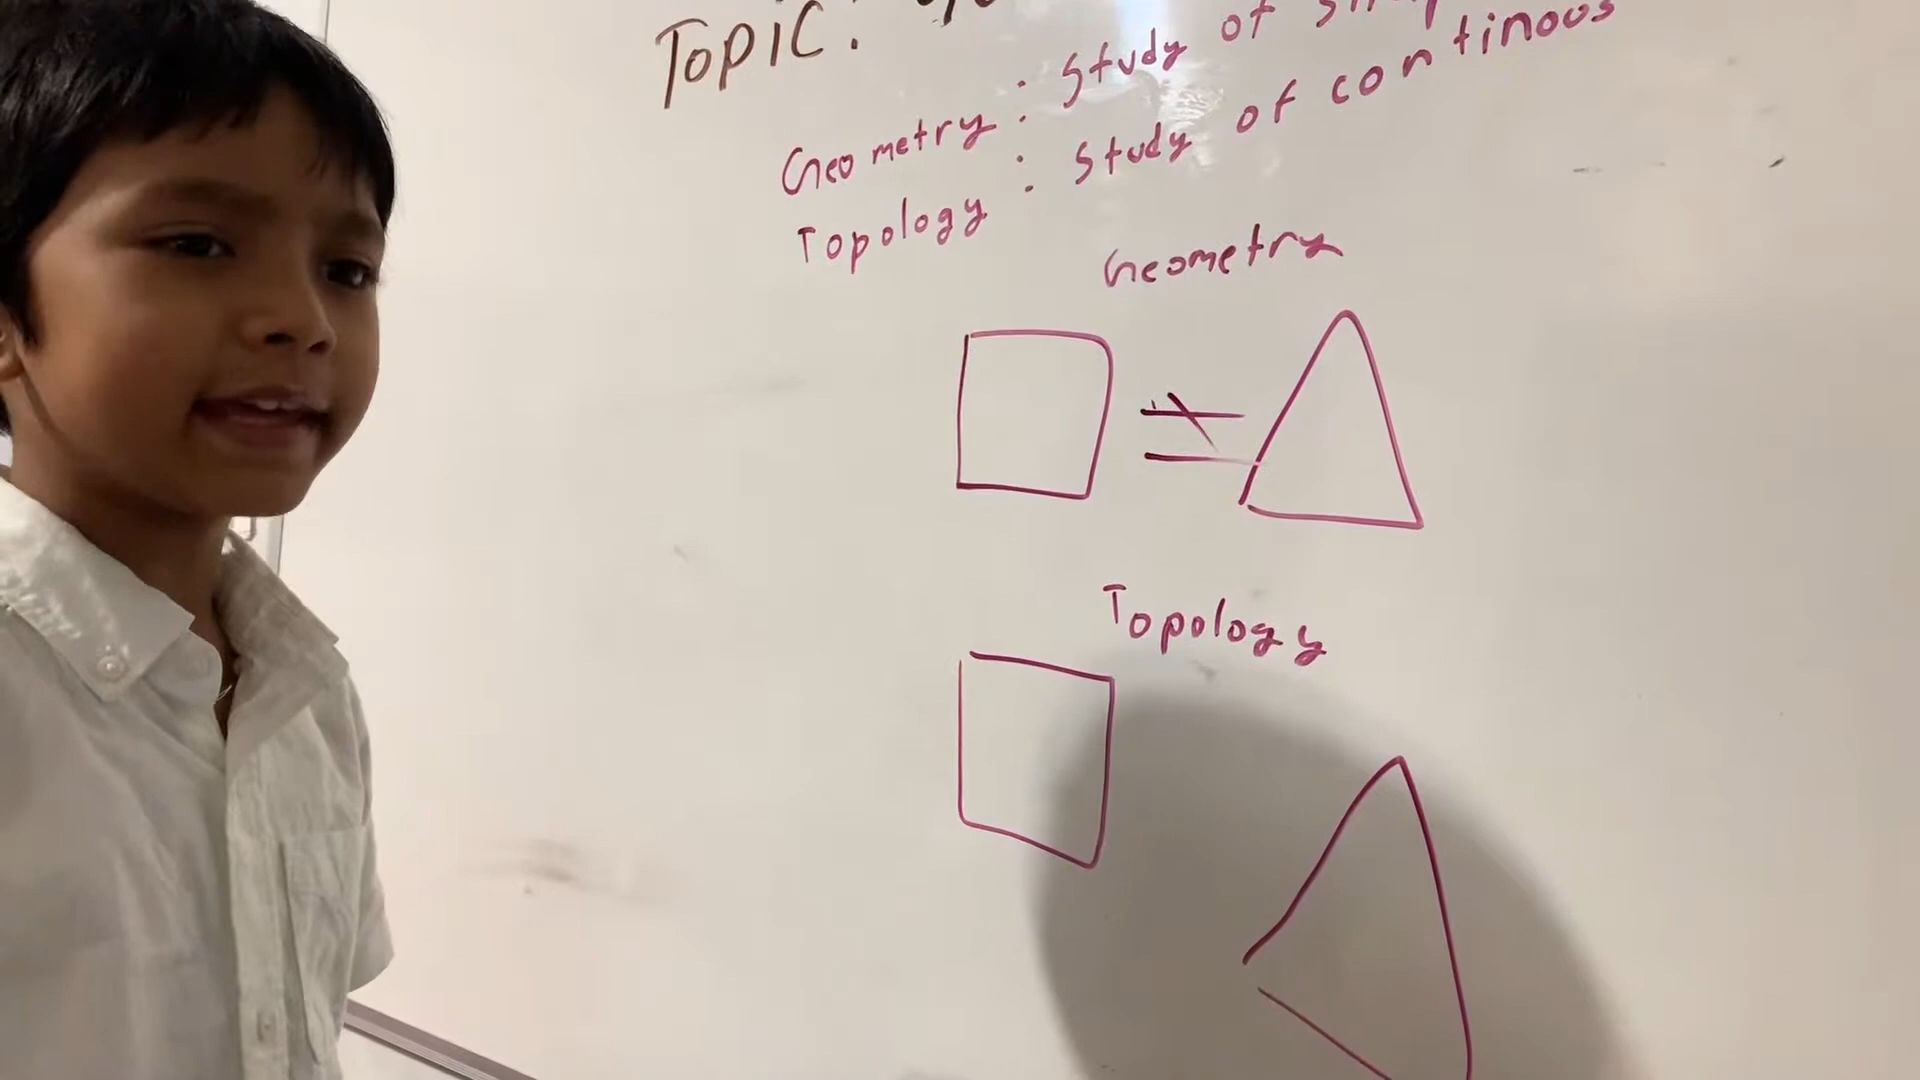 TOPIC:
Geometry : Study of
Topology : Study of continous
Geometry
Topology